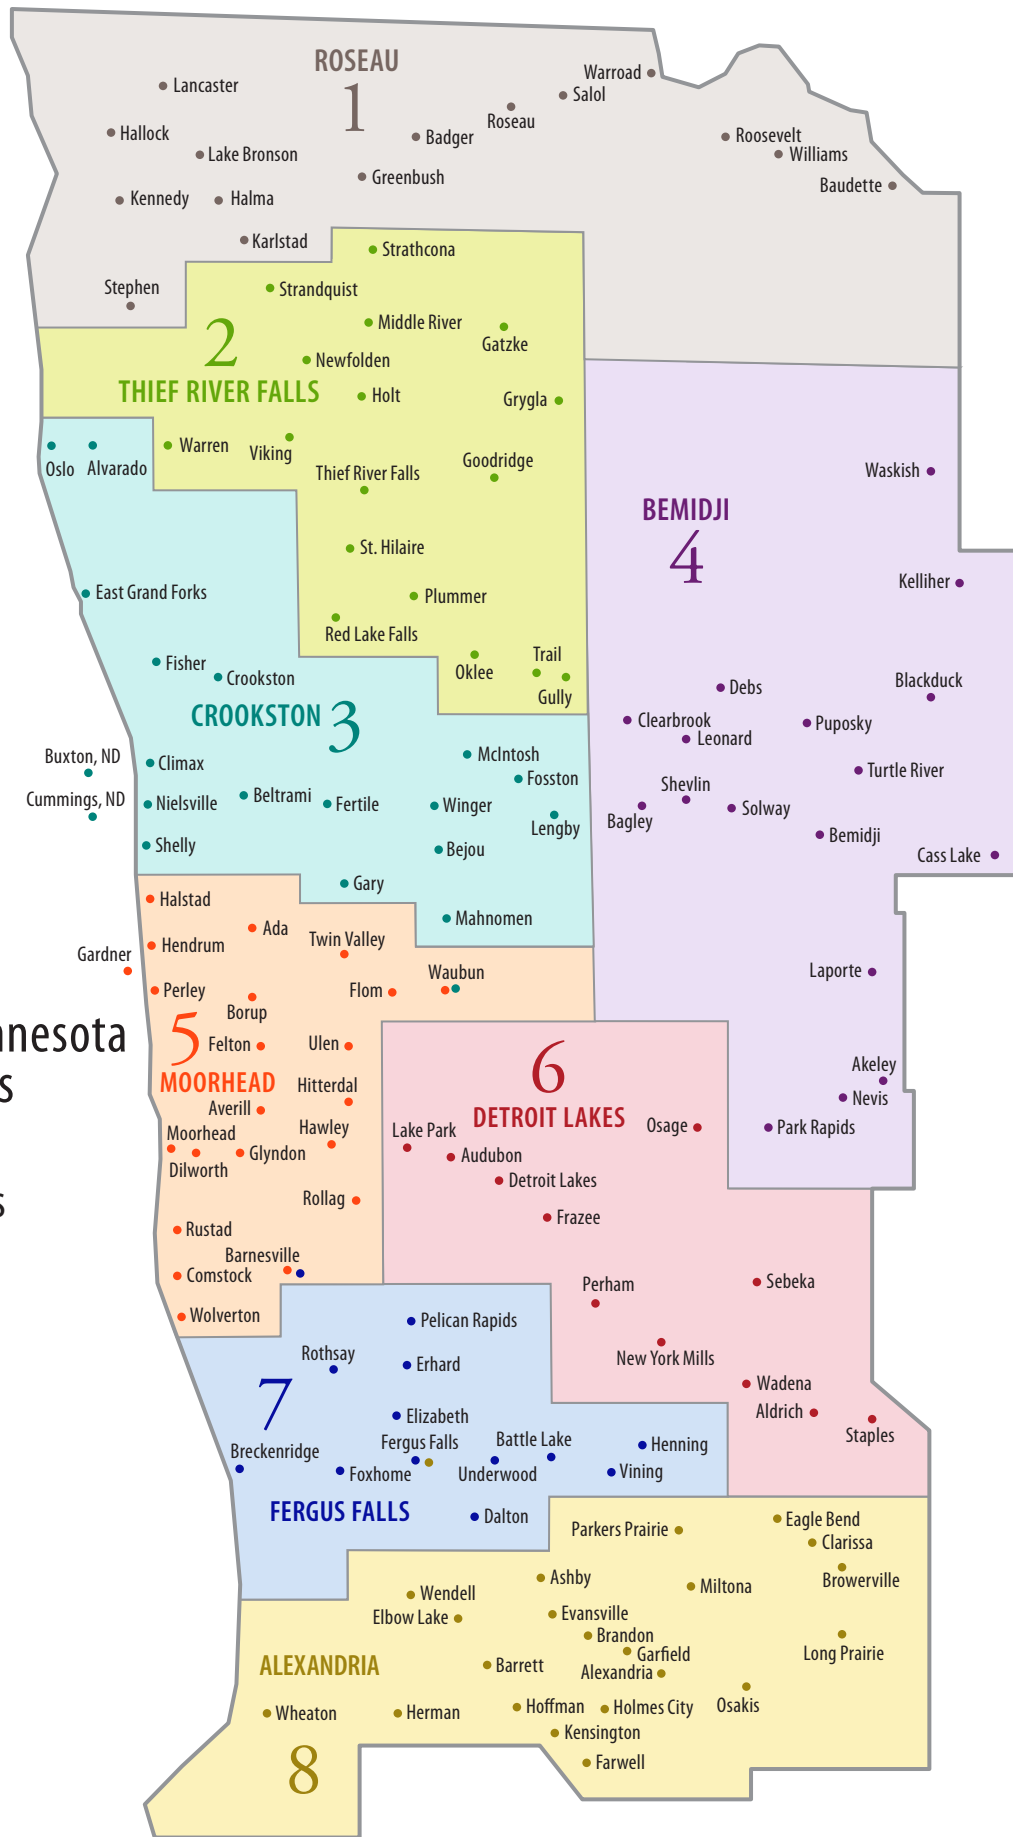 ROSEAU
1
Warroad
Lancaster
Salol
Roseau
Hallock
Badger
Roosevelt
Lake Bronson
Williams
Greenbush
Baudette
Kennedy
Halma
Karlstad
Stephen
Strathcona
Strandquist
2
Middle River
Gatzke
Newfolden
THIEF RIVER FALLS
Holt
Grygla
Warren
Viking
Goodridge
Thief River Falls
St. Hilaire
Plummer
Red Lake Falls
Oklee
Trail
Gully
Oslo
Alvarado
East Grand Forks
Fisher
Crookston
CROOKSTON
3
Buxton, ND
Climax
McIntosh
Fosston
Cummings, ND
Nielsville
Beltrami
Fertile
Winger
Lengby
Shelly
Bejou
Gary
Mahnomen
Waskish
BEMIDJI
4
Kelliher
Debs
Blackduck
Clearbrook
Puposky
Leonard
Turtle River
Shevlin
Bagley
Solway
Bemidji
Cass Lake
Laporte
Akeley
Nevis
Park Rapids
Halstad
Ada
Hendrum
Twin Valley
Gardner
Waubun
Perley
Flom
Borup
nnesota
5
Felton
Ulen
s
MOORHEAD
Hitterdal
Averill
Hawley
Moorhead
Glyndon
Dilworth
s
Rollag
Rustad
Barnesville
Comstock
Wolverton
6
DETROIT LAKES
Osage
Lake Park
Audubon
Detroit Lakes
Frazee
Sebeka
Perham
New York Mills
Wadena
Aldrich
Staples
Pelican Rapids
Rothsay
Erhard
7
Elizabeth
Breckenridge
Fergus Falls
Battle Lake
Henning
Foxhome
Underwood
Vining
FERGUS FALLS
Dalton
Eagle Bend
Parkers Prairie
Clarissa
Ashby
Browerville
Wendell
Miltona
Elbow Lake
Evansville
Brandon
Garfield
Long Prairie
ALEXANDRIA
Barrett
Alexandria
Wheaton
Herman
Hoffman
Holmes City
Osakis
Kensington
8
Farwell